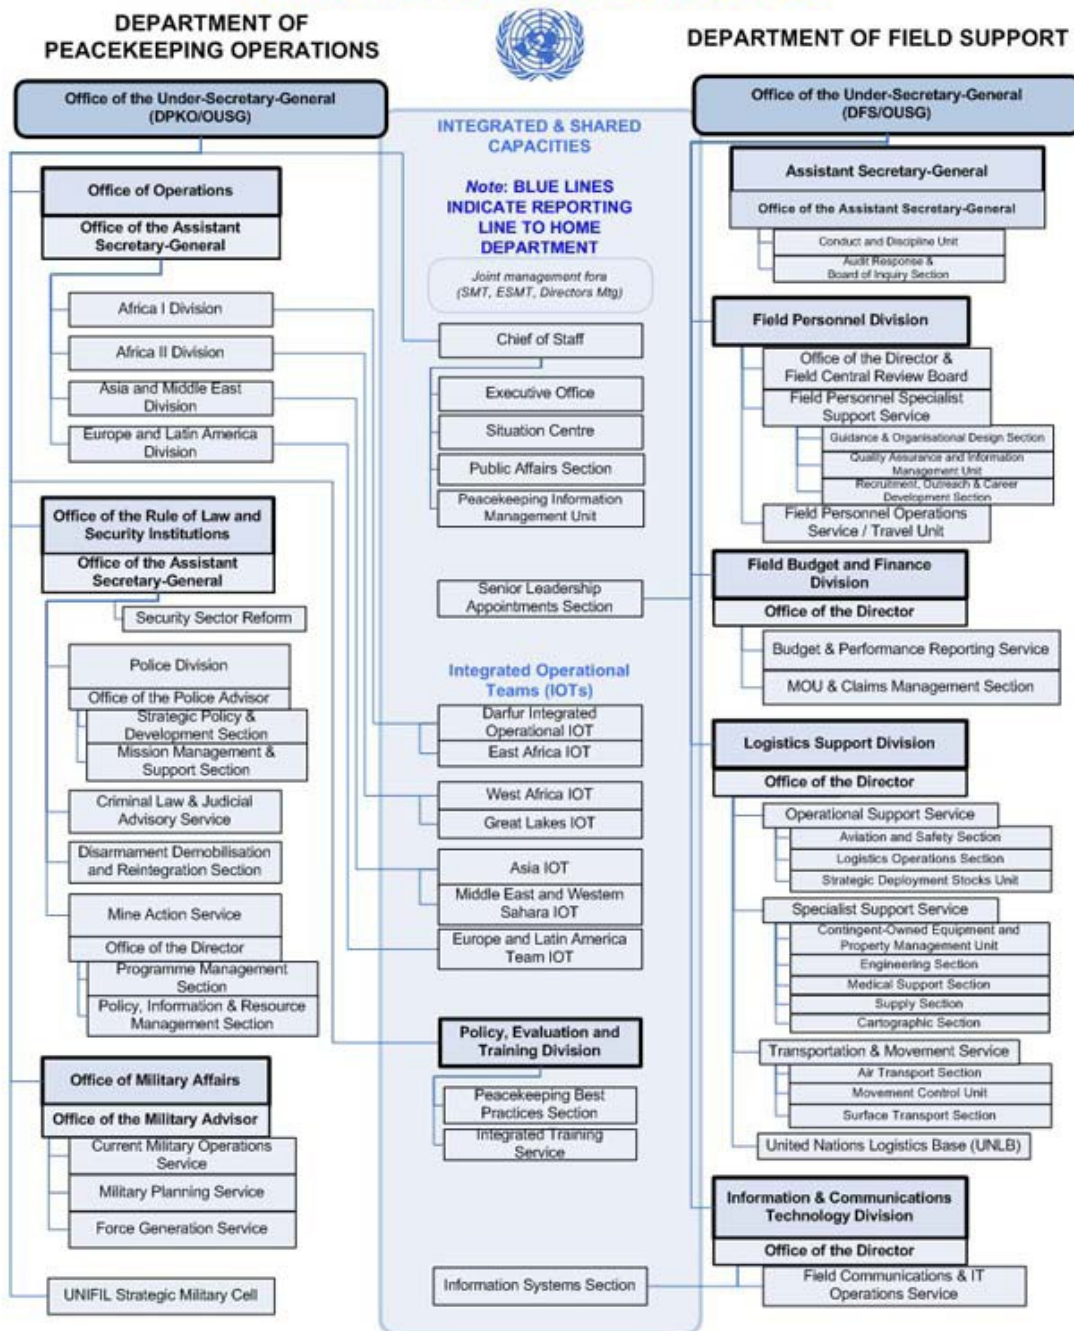 DEPARTMENT OF
PEACEKEEPING OPERATIONS
Office of the Under-Secretary-General
(DPKO/OUSG)
Office of Operations
Office of the Assistant
Secretary-General
Africa I Division
Africa II Division
Asia and Middle East
Division
Europe and Latin America
Division
Office of the Rule of Law and
Security Institutions
Office of the Assistant
Secretary-General
Security Sector Reform
Police Division
Office of the Police Advisor
Strategic Policy &
Development Section
Mission Management &
Support Section
Criminal Law & Judicial
Advisory Service
Disarmament Demobilisation
and Reintegration Section
Mine Action Service
Office of the Director
Programme Management
Section
Policy, Information & Resource
Management Section
Office of Military Affairs
Office of the Military Advisor
Current Military Operations
Service
Military Planning Service
Force Generation Service
UNIFIL Strategic Military Cell
INTEGRATED & SHARED
CAPACITIES
Note: BLUE LINES
INDICATE REPORTING
LINE TO HOME
DEPARTMENT
Joint management fora
(SMT, ESMT, Directors Mtg)
Chief of Staff
Executive Office
Situation Centre
Public Affairs Section
Peacekeeping Information
Management Unit
Senior Leadership
Appointments Section
Integrated Operational
Teams (IOTs)
Darfur Integrated
Operational IOT
East Africa IOT
West Africa IOT
Great Lakes IOT
Asia IOT
Middle East and Western
Sahara IOT
Europe and Latin America
Team IOT
Policy, Evaluation and
Training Division
Peacekeeping Best
Practices Section
Integrated Training
Service
Information Systems Section
DEPARTMENT OF FIELD SUPPORT
Office of the Under-Secretary-General
(DFS/OUSG)
Assistant Secretary-General
Office of the Assistant Secretary-General
Conduct and Discipline Unit
Audit Response &
Board of Inquiry Section
Field Personnel Division
Office of the Director &
Field Central Review Board
Field Personnel Specialist
Support Service
Guidance & Organisational Design Section
Quality Assurance and Information
Management Unit
Recruitment, Outreach & Career
Development Section
Field Personnel Operations
Service / Travel Unit
Field Budget and Finance
Division
Office of the Director
Budget & Performance Reporting Service
MOU & Claims Management Section
Logistics Support Division
Office of the Director
Operational Support Service
Aviation and Safety Section
Logistics Operations Section
Strategic Deployment Stocks Unit
Specialist Support Service
Contingent-Owned Equipment and
Property Management Unit
Engineering Section
Medical Support Section
Supply Section
Cartographic Section
Transportation & Movement Service
Air Transport Section
Movement Control Unit
Surface Transport Section
United Nations Logistics Base (UNLB)
Information & Communications
Technology Division
Office of the Director
Field Communications & IT
Operations Service